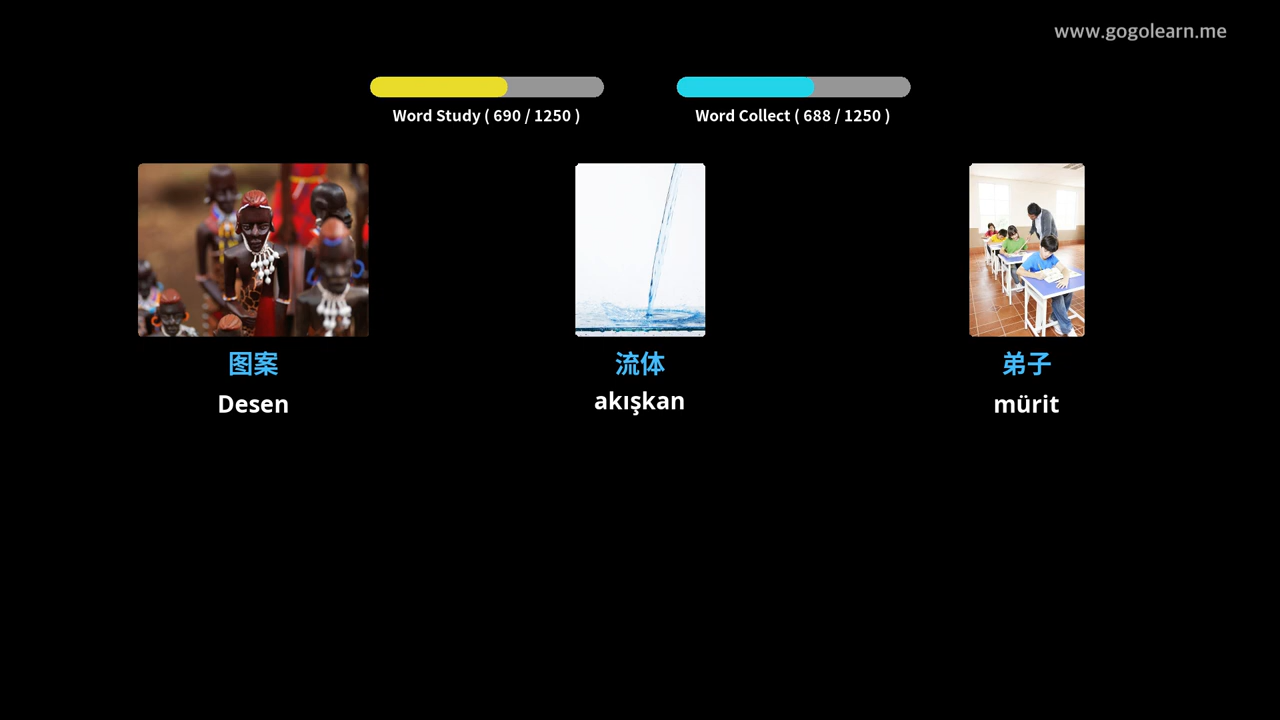 www.gogolearn.me
Word Study ( 690 / 1250 )
Word Collect ( 688 / 1250 )
图案
流体
弟子
Desen
akışkan
mürit